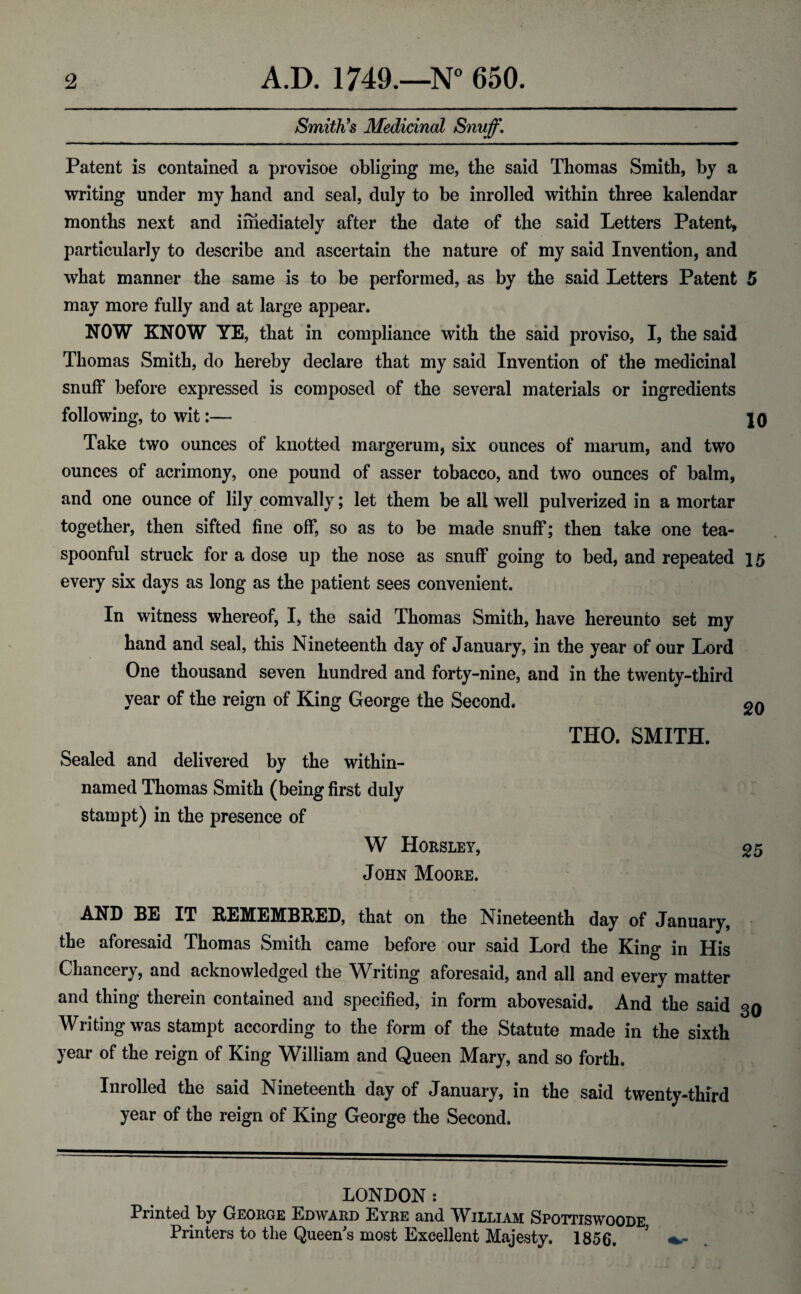 2 A.D. 1749.—N° 650.
Smith's Medicinal Snuff.
Patent is contained a provisoe obliging me, the said Thomas Smith, by a
writing under my hand and seal, duly to be inrolled within three kalendar
months next and im̄ediately after the date of the said Letters Patent,
particularly to describe and ascertain the nature of my said Invention, and
what manner the same is to be performed, as by the said Letters Patent 5
may more fully and at large appear.
NOW KNOW YE, that in compliance with the said proviso, I, the said
Thomas Smith, do hereby declare that my said Invention of the medicinal
snuff before expressed is composed of the several materials or ingredients
following, to wit:— 10
Take two ounces of knotted margerum, six ounces of marum, and two
ounces of acrimony, one pound of asser tobacco, and two ounces of balm,
and one ounce of lily comvally; let them be all well pulverized in a mortar
together, then sifted fine off, so as to be made snuff; then take one tea-
spoonful struck for a dose up the nose as snuff going to bed, and repeated 15
every six days as long as the patient sees convenient.
In witness whereof, I, the said Thomas Smith, have hereunto set my
hand and seal, this Nineteenth day of January, in the year of our Lord
One thousand seven hundred and forty-nine, and in the twenty-third
year of the reign of King George the Second. 20
THO. SMITH.
Sealed and delivered by the within-
named Thomas Smith (being first duly
stampt) in the presence of
W Horsley, 25
John Moore.
AND BE IT REMEMBRED, that on the Nineteenth day of January,
the aforesaid Thomas Smith came before our said Lord the King in His
Chancery, and acknowledged the Writing aforesaid, and all and every matter
and thing therein contained and specified, in form abovesaid. And the said 30
Writing was stampt according to the form of the Statute made in the sixth
year of the reign of King William and Queen Mary, and so forth.
Inrolled the said Nineteenth day of January, in the said twenty-third
year of the reign of King George the Second.
LONDON:
Printed by George Edward Eyre and William Spottiswoode,
Printers to the Queen's most Excellent Majesty. 1856.